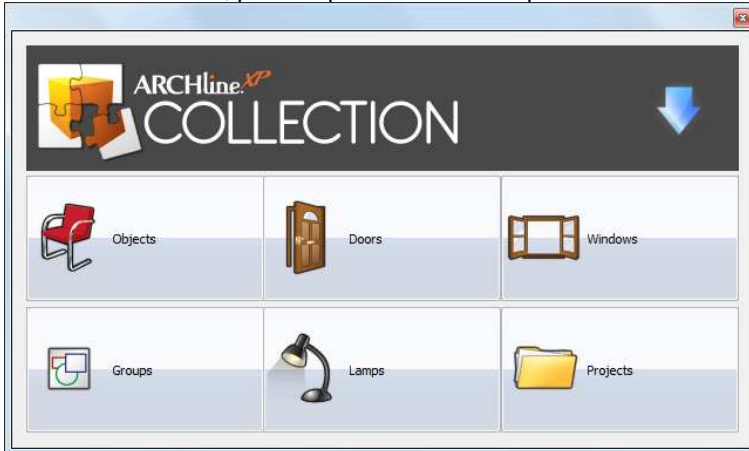 ARCHline.XP
COLLECTION
Objects
Doors
Windows
Groups
Lamps
Projects